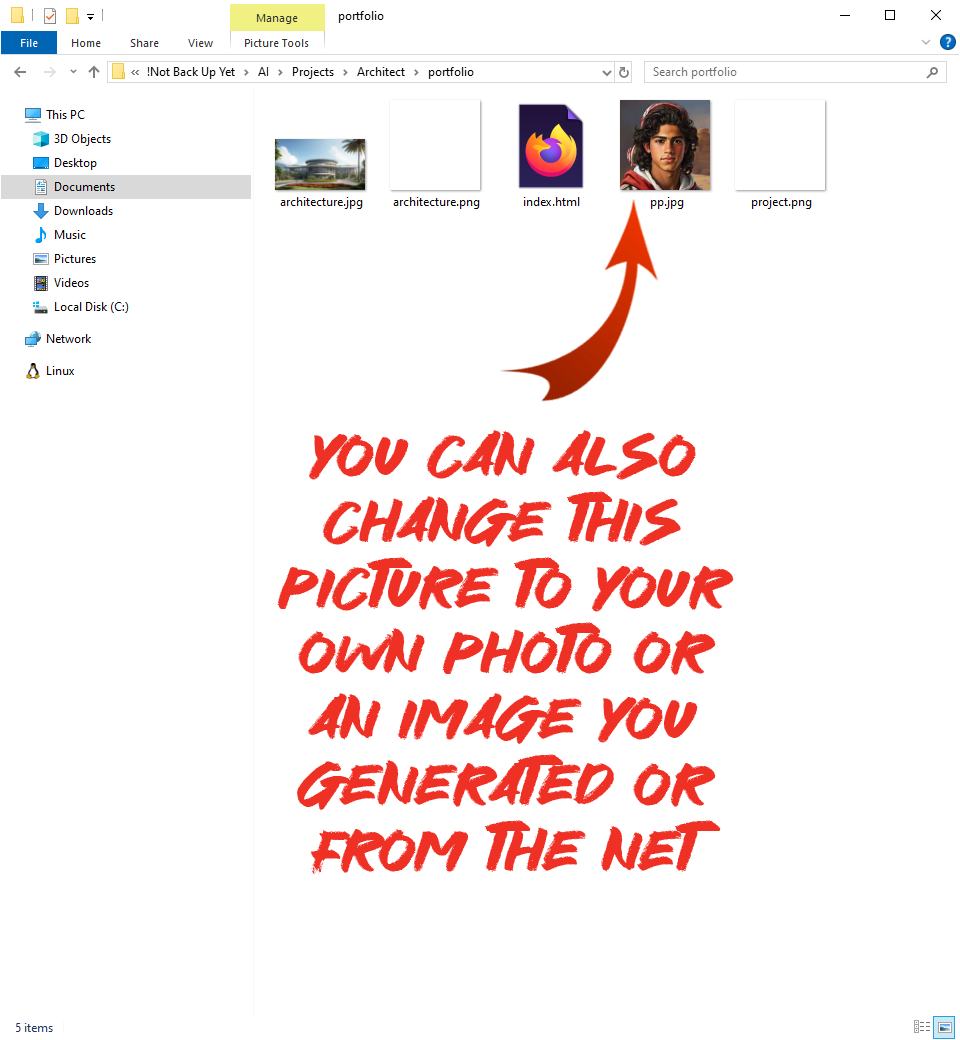 Manage
portfolio
File
Home
Share
View
Picture Tools
« !Not Back Up Yet > AI > Projects > Architect > portfolio
Search portfolio
This PC
3D Objects
Desktop
Documents
Downloads
Music
Pictures
Videos
Local Disk (C:)
Network
Linux
architecture.jpg
architecture.png
index.html
pp.jpg
project.png
YOU CAN ALSO
CHANGE THIS
PICTURE TO YOUR
OWN PHOTO OR
AN IMAGE YOU
GENERATED OR
FROM THE NET
5 items